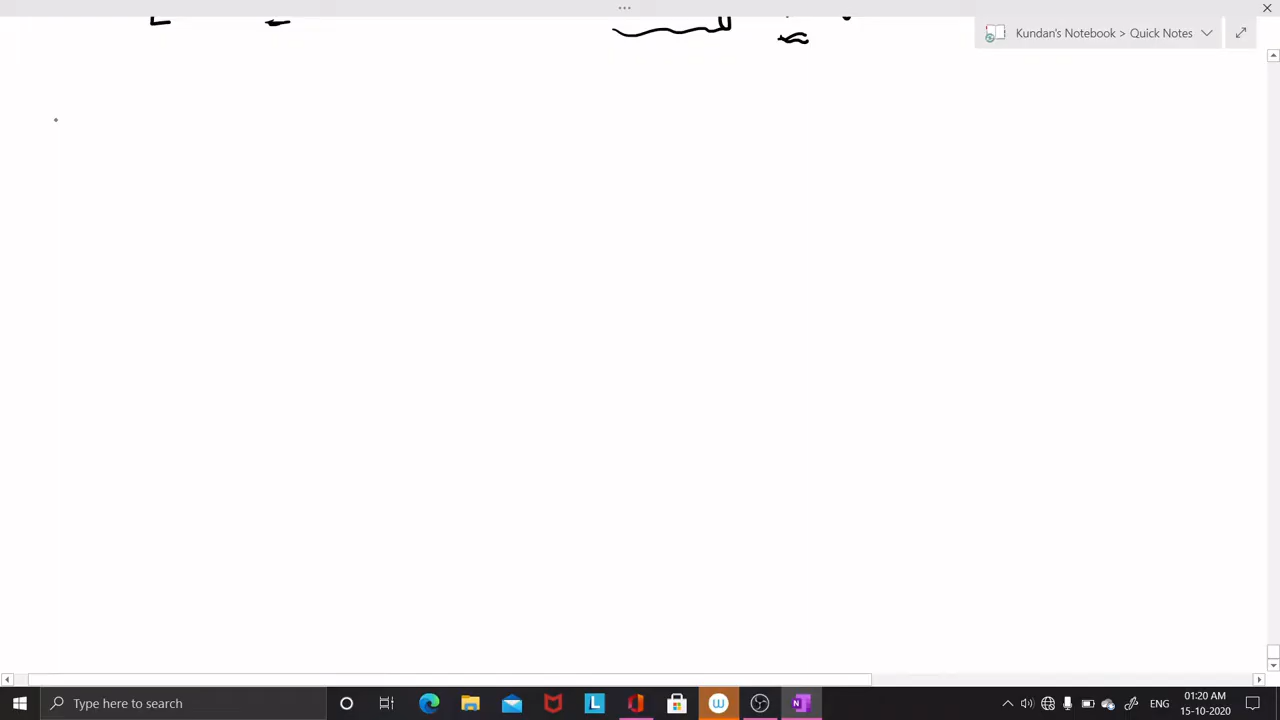 Kundan's Notebook > Quick Notes
Type here to search
ENG
01:20 AM
15-10-2020